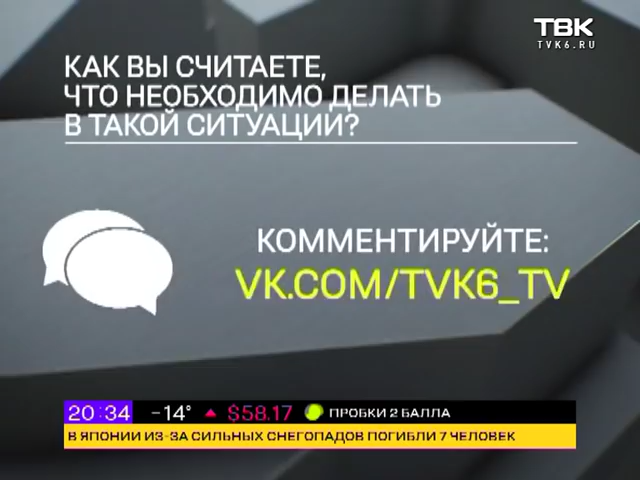 ТВК
TVK6.RU
КАК ВЫ СЧИТАЕТЕ,
ЧТО НЕОБХОДИМО ДЕЛАТЬ
В ТАКОЙ СИТУАЦИИ?
КОММЕНТИРУЙТЕ:
VK.COM/TVK6_TV
20:34 -14° $58.17 ПРОБКИ 2 БАЛЛА
В ЯПОНИИ ИЗ-ЗА СИЛЬНЫХ СНЕГОПАДОВ ПОГИБЛИ 7 ЧЕЛОВЕК